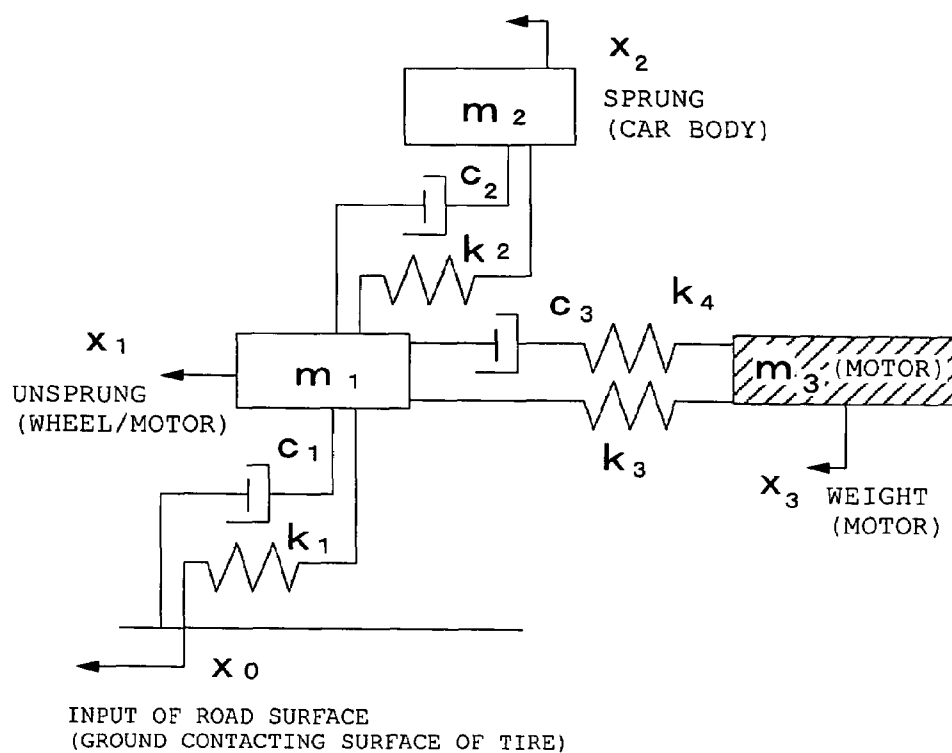 x₂
m₂
SPRUNG
(CAR BODY)
c₂
k₂
c₃
k₄
x₁
m₁
m₃ (MOTOR)
UNSPRUNG
(WHEEL/MOTOR)
c₁
k₃
x₃
WEIGHT
(MOTOR)
k₁
x₀
INPUT OF ROAD SURFACE
(GROUND CONTACTING SURFACE OF TIRE)